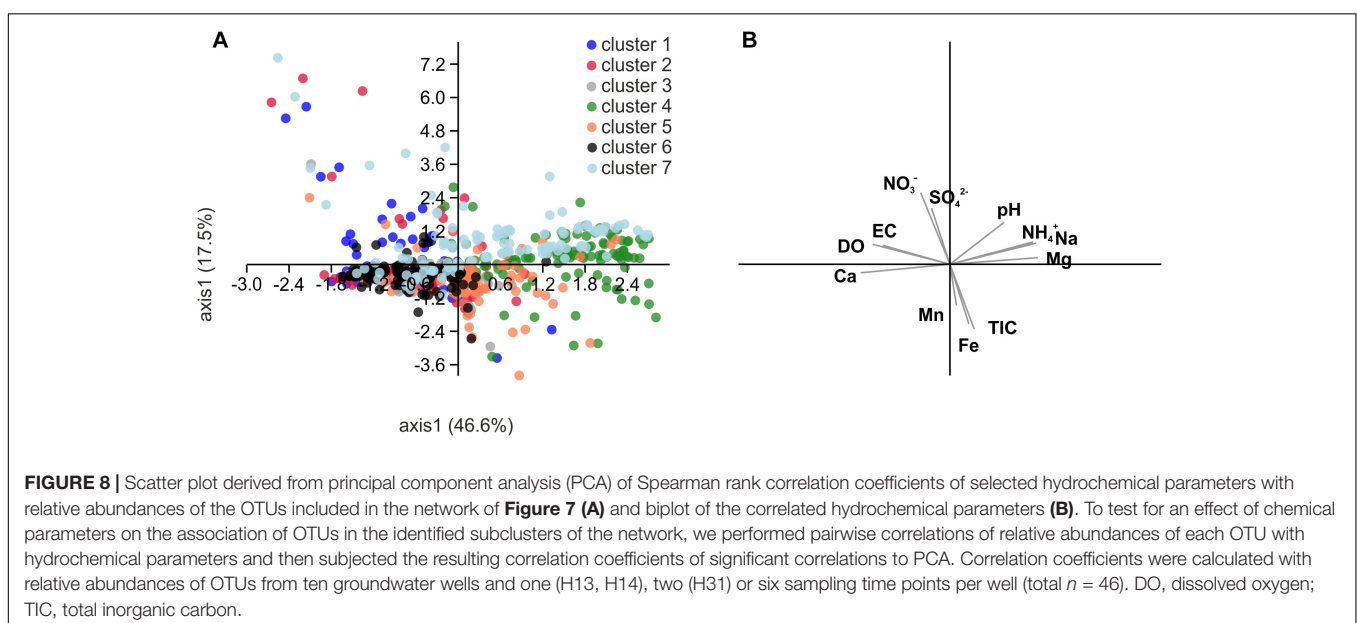 A
7.2
6.0
4.8
3.6
2.4
1.2
-1.2
-2.4
-3.6
-3.0 -2.4 -1.8 -1.2 -0.6 0.6 1.2 1.8 2.4
axis1 (17.5%)
axis1 (46.6%)
cluster 1
cluster 2
cluster 3
cluster 4
cluster 5
cluster 6
cluster 7
B
NO₃⁻
SO₄²⁻
pH
EC
NH₄⁺ Na
DO
Mg
Ca
Mn
TIC
Fe
FIGURE 8 | Scatter plot derived from principal component analysis (PCA) of Spearman rank correlation coefficients of selected hydrochemical parameters with
relative abundances of the OTUs included in the network of Figure 7 (A) and biplot of the correlated hydrochemical parameters (B). To test for an effect of chemical
parameters on the association of OTUs in the identified subclusters of the network, we performed pairwise correlations of relative abundances of each OTU with
hydrochemical parameters and then subjected the resulting correlation coefficients of significant correlations to PCA. Correlation coefficients were calculated with
relative abundances of OTUs from ten groundwater wells and one (H13, H14), two (H31) or six sampling time points per well (total n = 46). DO, dissolved oxygen;
TIC, total inorganic carbon.